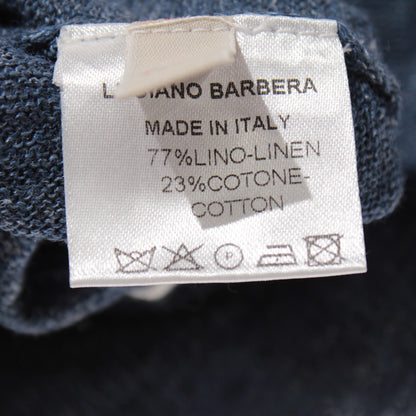 BARBERA
MADE IN ITALY
77%LINO-LINEN
23%COTONE-
COTTON
P